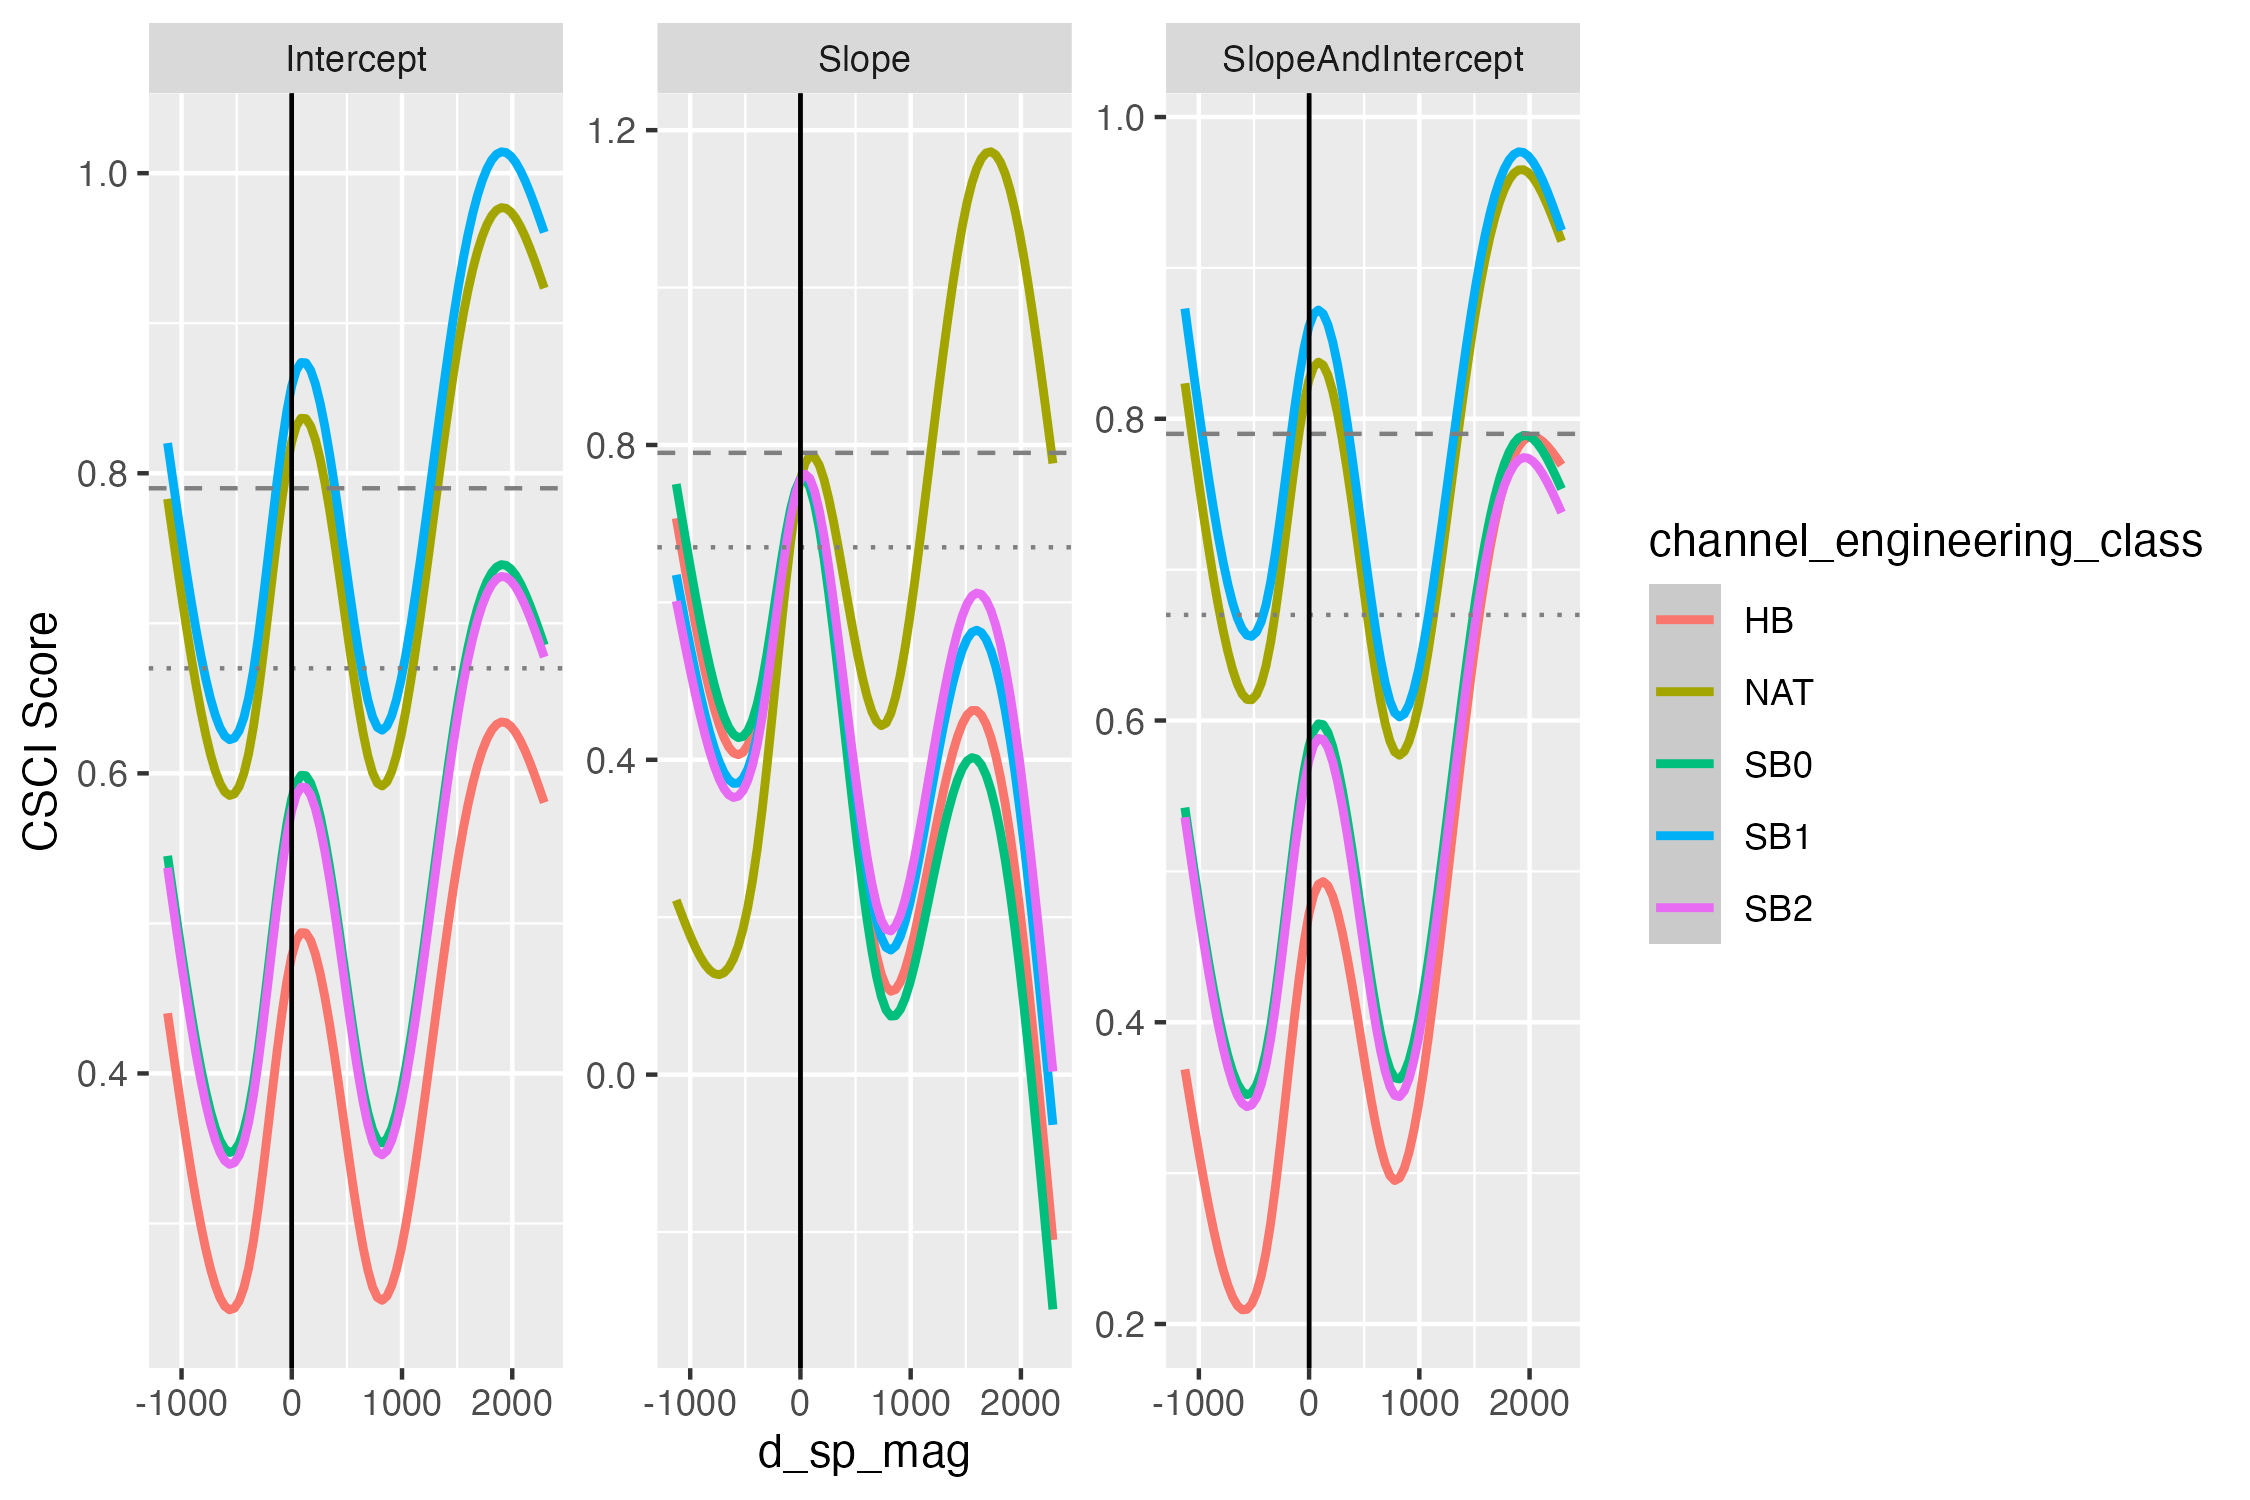 Intercept
Slope
SlopeAndIntercept
CSCI Score
1.0
0.8
0.6
0.4
1.2
0.8
0.4
0.0
1.0
0.8
0.6
0.4
0.2
-1000 0 1000 2000
-1000 0 1000 2000
-1000 0 1000 2000
d_sp_mag
channel_engineering_class
HB
NAT
SB0
SB1
SB2